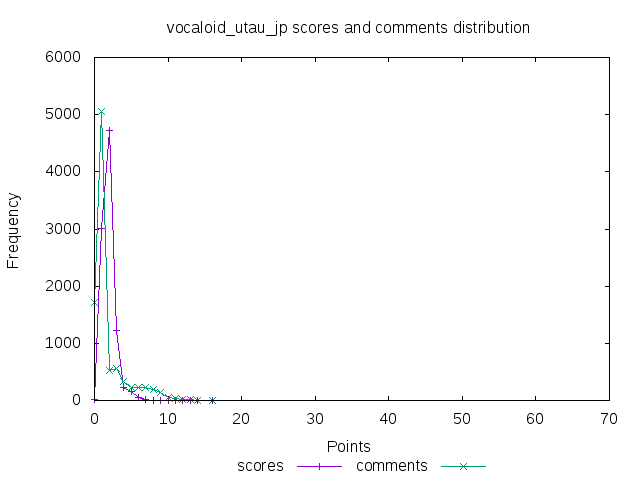 vocaloid_utau_jp scores and comments distribution
6000
5000
4000
3000
2000
1000
0
Frequency
0 10 20 30 40 50 60 70
Points
scores comments